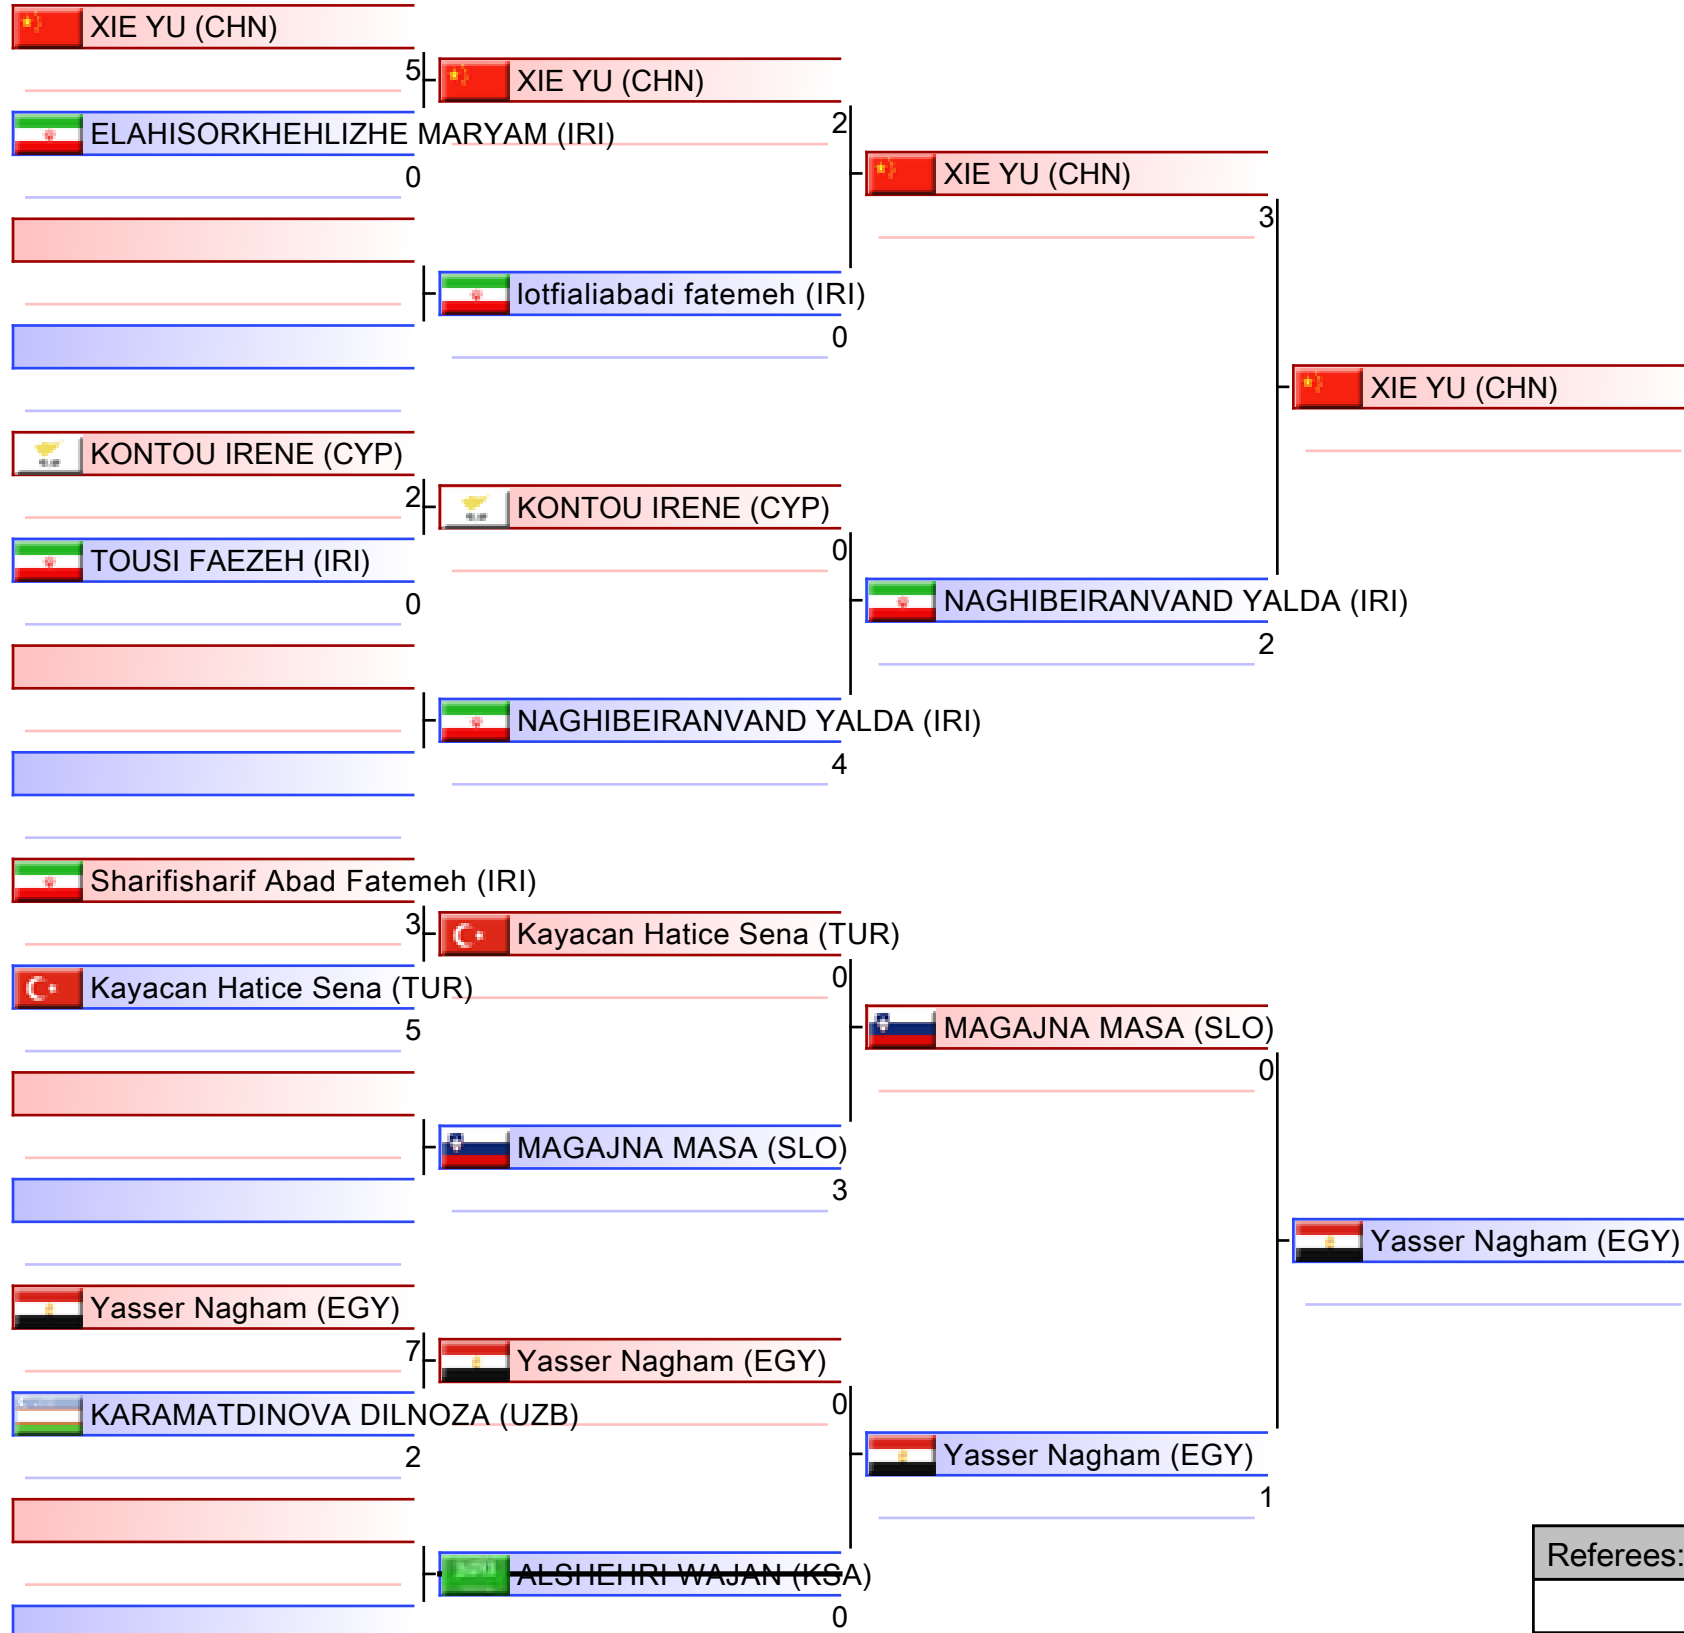 XIE YU (CHN)
5
XIE YU (CHN)
2
ELAHISORKHEHLIZHE MARYAM (IRI)
0
XIE YU (CHN)
3
lotfialiabadi fatemeh (IRI)
0
XIE YU (CHN)
KONTOU IRENE (CYP)
2
KONTOU IRENE (CYP)
0
TOUSI FAEZEH (IRI)
0
NAGHIBEIRANVAND YALDA (IRI)
2
NAGHIBEIRANVAND YALDA (IRI)
4
Sharifisharif Abad Fatemeh (IRI)
3
Kayacan Hatice Sena (TUR)
0
Kayacan Hatice Sena (TUR)
5
MAGAJNA MASA (SLO)
0
MAGAJNA MASA (SLO)
3
Yasser Nagham (EGY)
Yasser Nagham (EGY)
7
Yasser Nagham (EGY)
0
KARAMATDINOVA DILNOZA (UZB)
2
Yasser Nagham (EGY)
1
Referees:
ALSHEHRI WAJAN (KSA)
0